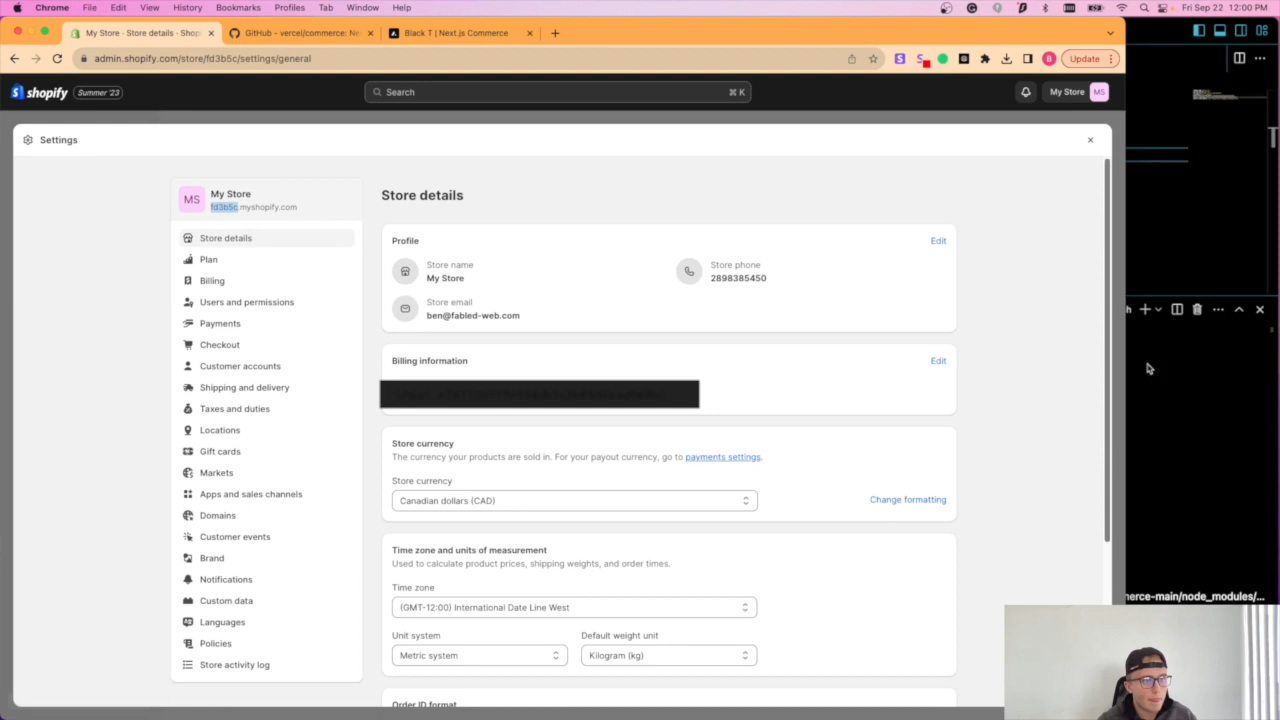 Chrome File Edit View History Bookmarks Profiles Tab Window Help Fri Sep 22 12:00 PM
My Store - Store details - Shop GitHub - vercel/commerce: Ne Black T | Next.js Commerce
admin.shopify.com/store/fd3b5c/settings/general Update
shopify Summer '23 Search ⌘ K My Store MS
Settings
MS My Store
fd3b5c.myshopify.com
Store details
Plan
Billing
Users and permissions
Payments
Checkout
Customer accounts
Shipping and delivery
Taxes and duties
Locations
Gift cards
Markets
Apps and sales channels
Domains
Customer events
Brand
Notifications
Custom data
Languages
Policies
Store activity log
Store details
Profile Edit
Store name
My Store
Store phone
2898385450
Store email
ben@fabled-web.com
Billing information Edit
Store currency
The currency your products are sold in. For your payout currency, go to payments settings.
Store currency
Canadian dollars (CAD) Change formatting
Time zone and units of measurement
Used to calculate product prices, shipping weights, and order times.
Time zone
(GMT-12:00) International Date Line West
Unit system
Metric system
Default weight unit
Kilogram (kg)
Order ID format
merce-main/node_modules/...